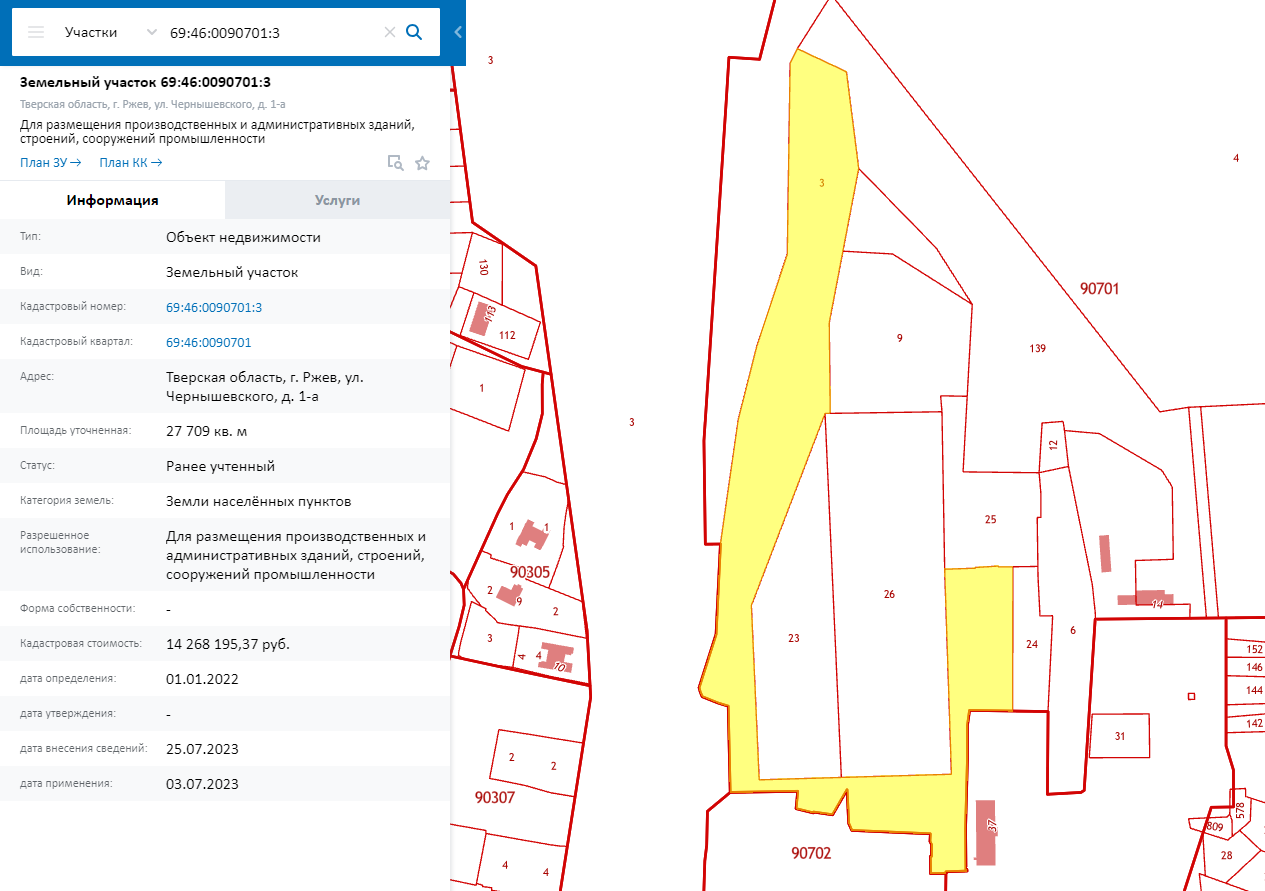 Участки
69:46:0090701:3
Земельный участок 69:46:0090701:3
Тверская область, г. Ржев, ул. Чернышевского, д. 1-а
Для размещения производственных и административных зданий,
строений, сооружений промышленности
План ЗУ →
План КК →
Информация
Услуги
Тип:
Объект недвижимости
Вид:
Земельный участок
Кадастровый номер:
69:46:0090701:3
Кадастровый квартал:
69:46:0090701
Адрес:
Тверская область, г. Ржев, ул.
Чернышевского, д. 1-а
Площадь уточненная:
27 709 кв. м
Статус:
Ранее учтенный
Категория земель:
Земли населённых пунктов
Разрешенное
использование:
Для размещения производственных и
административных зданий, строений,
сооружений промышленности
Форма собственности:
-
Кадастровая стоимость:
14 268 195,37 руб.
дата определения:
01.01.2022
дата утверждения:
-
дата внесения сведений:
25.07.2023
дата применения:
03.07.2023
3
4
3
130
90701
113
112
9
139
1
3
12
25
1
1
90305
2
9
2
26
14
3
4
4
10
23
24
6
152
146
144
142
31
2
2
90307
578
809
37
90702
28
4
4